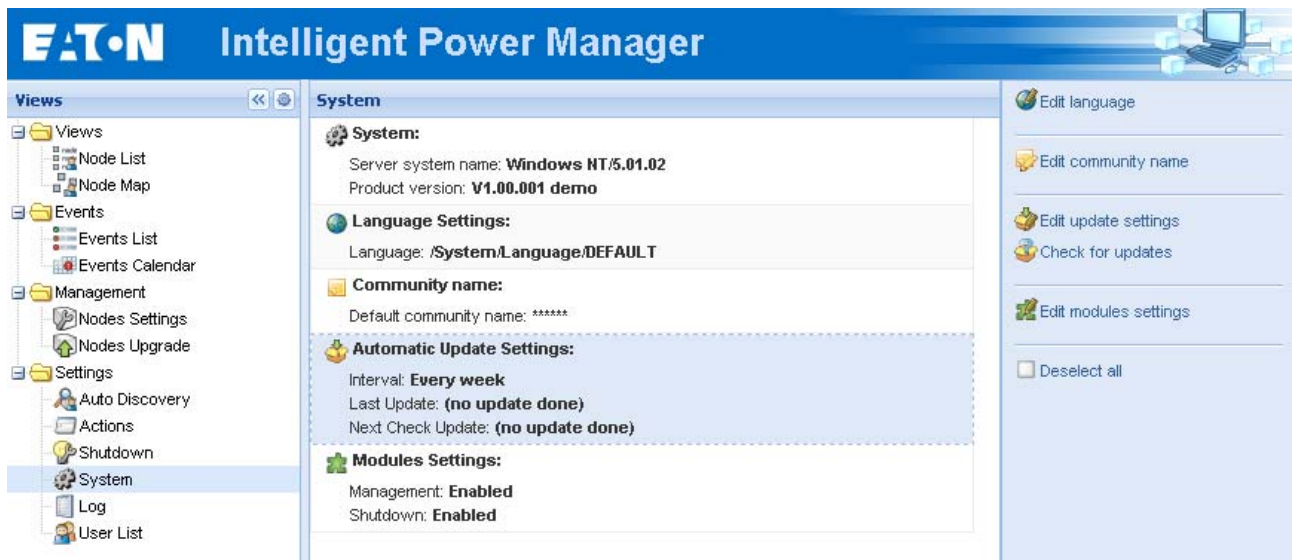 EATON Intelligent Power Manager
Views
Views
Node List
Node Map
Events
Events List
Events Calendar
Management
Nodes Settings
Nodes Upgrade
Settings
Auto Discovery
Actions
Shutdown
System
Log
User List
System
System:
Server system name: Windows NT/5.01.02
Product version: V1.00.001 demo
Language Settings:
Language: /System/Language/DEFAULT
Community name:
Default community name: ******
Automatic Update Settings:
Interval: Every week
Last Update: (no update done)
Next Check Update: (no update done)
Modules Settings:
Management: Enabled
Shutdown: Enabled
Edit language
Edit community name
Edit update settings
Check for updates
Edit modules settings
Deselect all